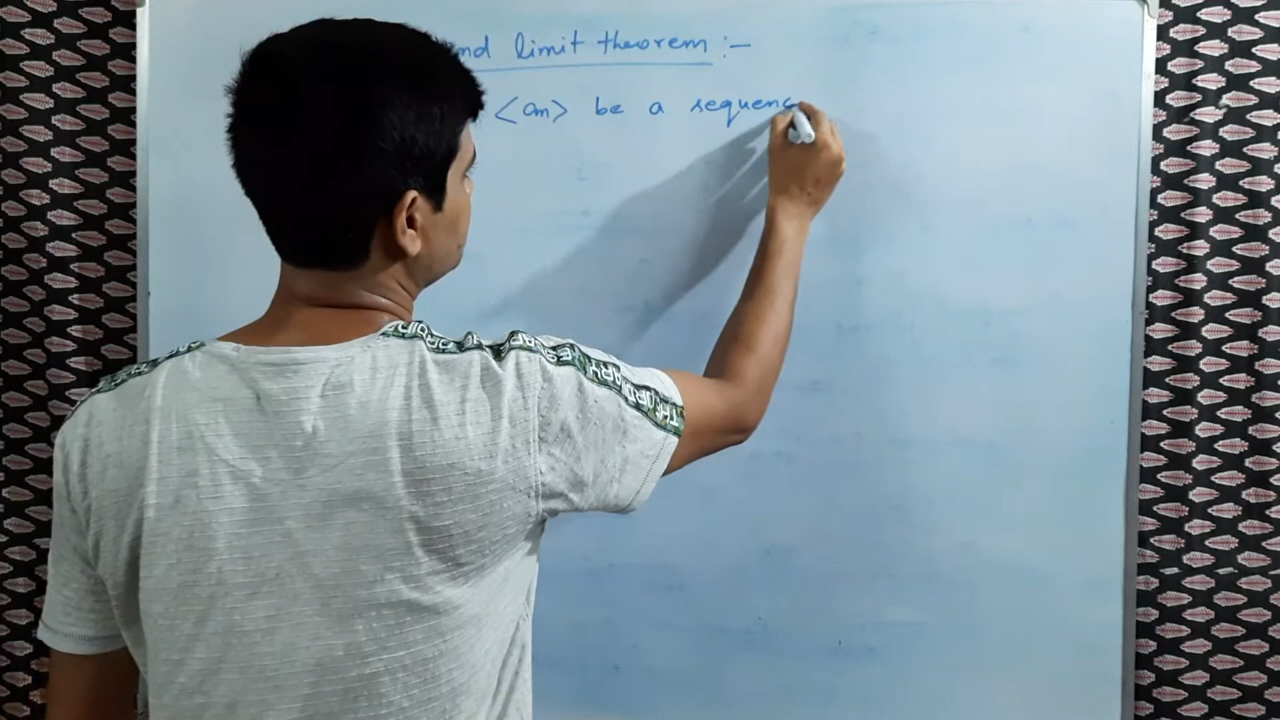 nd limit theorem :-
<an> be a sequenc